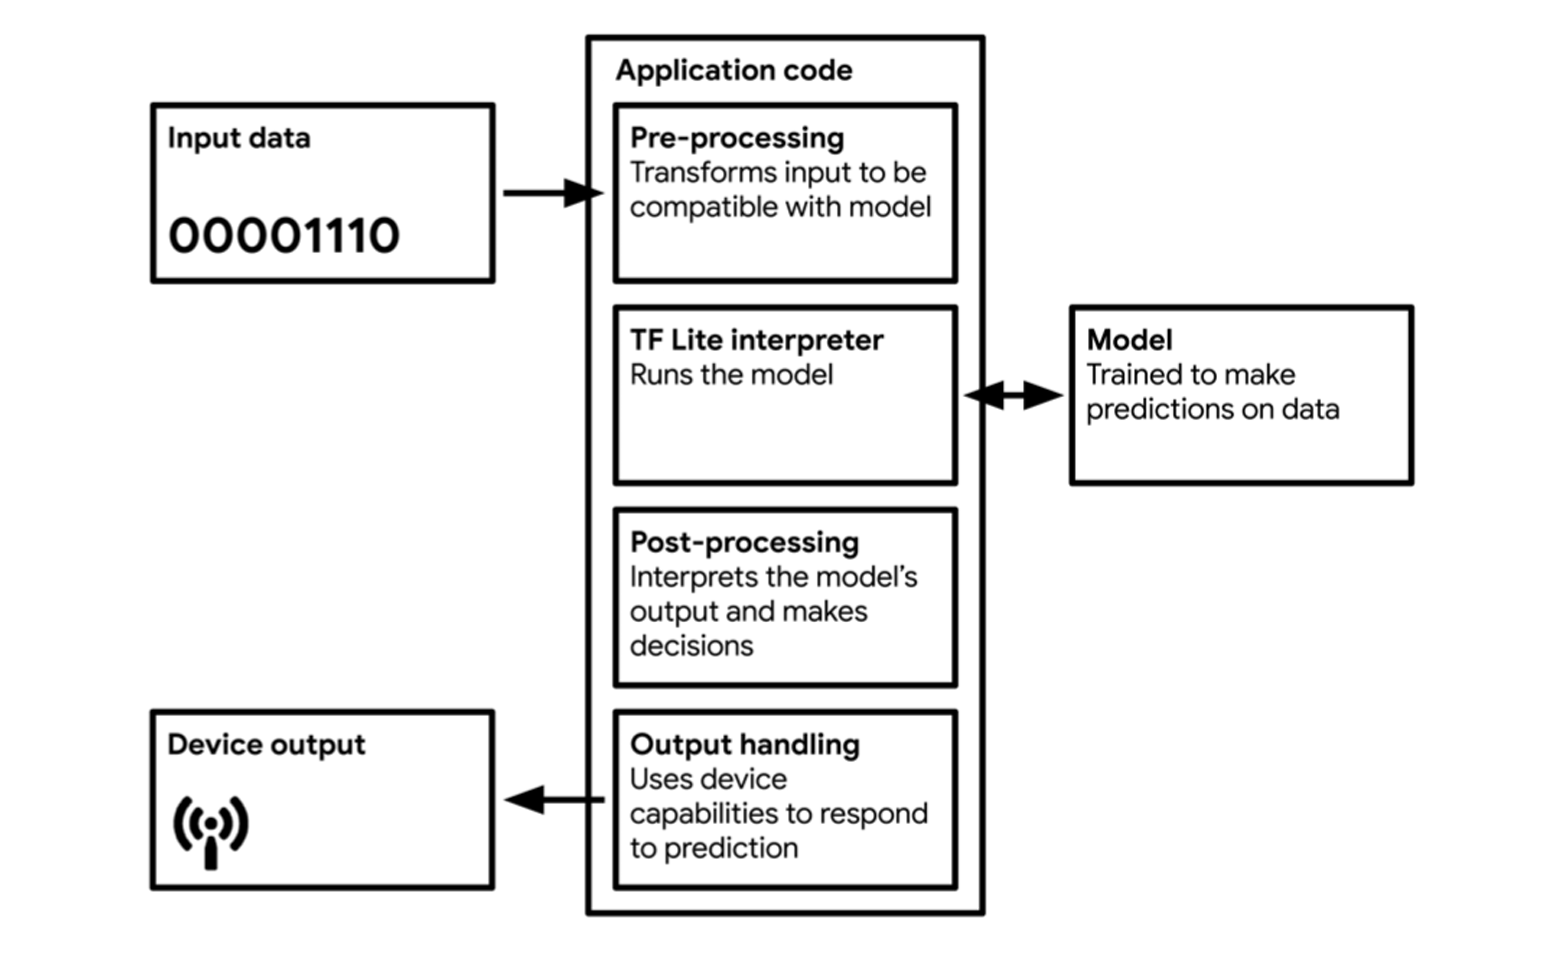 Application code
Input data
00001110
Pre-processing
Transforms input to be
compatible with model
TF Lite interpreter
Runs the model
Model
Trained to make
predictions on data
Post-processing
Interprets the model’s
output and makes
decisions
Output handling
Uses device
capabilities to respond
to prediction
Device output